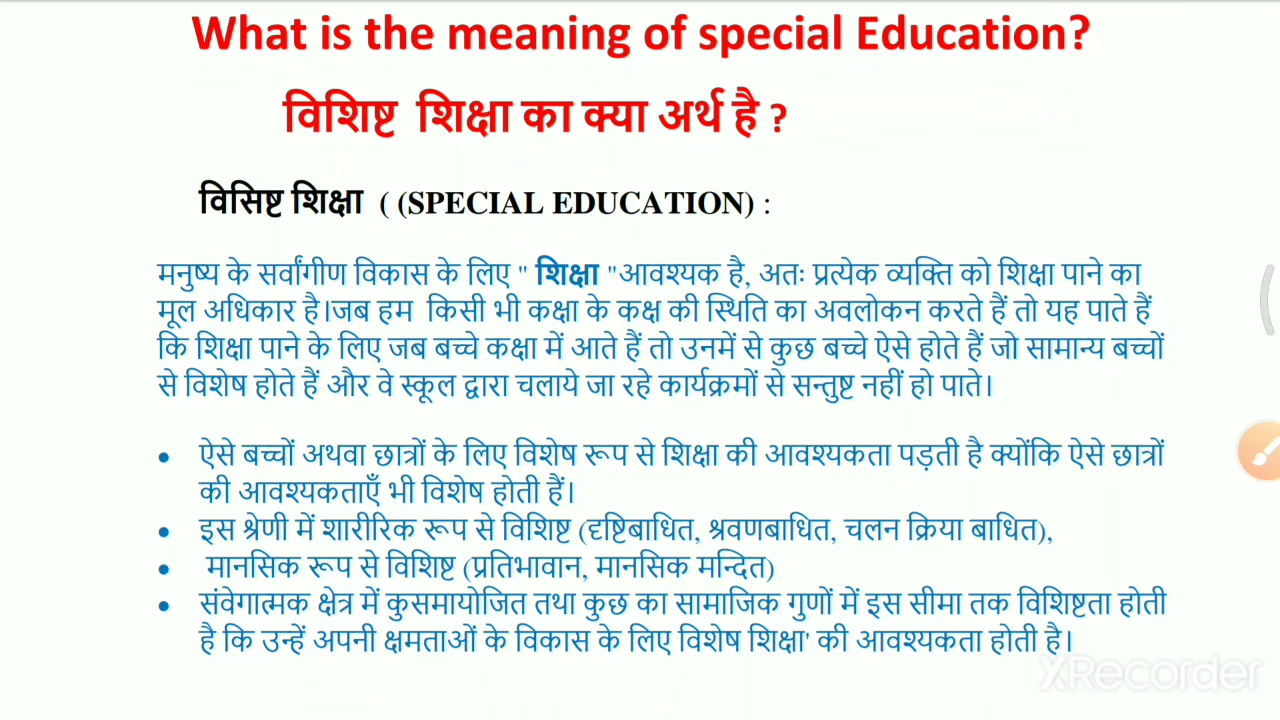 What is the meaning of special Education?
विशिष्ट शिक्षा का क्या अर्थ है ?
विसिष्ट शिक्षा ( (SPECIAL EDUCATION) :
मनुष्य के सर्वांगीण विकास के लिए " शिक्षा "आवश्यक है, अतः प्रत्येक व्यक्ति को शिक्षा पाने का
मूल अधिकार है।जब हम किसी भी कक्षा के कक्ष की स्थिति का अवलोकन करते हैं तो यह पाते हैं
कि शिक्षा पाने के लिए जब बच्चे कक्षा में आते हैं तो उनमें से कुछ बच्चे ऐसे होते हैं जो सामान्य बच्चों
से विशेष होते हैं और वे स्कूल द्वारा चलाये जा रहे कार्यक्रमों से सन्तुष्ट नहीं हो पाते।
• ऐसे बच्चों अथवा छात्रों के लिए विशेष रूप से शिक्षा की आवश्यकता पड़ती है क्योंकि ऐसे छात्रों
की आवश्यकताएँ भी विशेष होती हैं।
• इस श्रेणी में शारीरिक रूप से विशिष्ट (दृष्टिबाधित, श्रवणबाधित, चलन क्रिया बाधित),
• मानसिक रूप से विशिष्ट (प्रतिभावान, मानसिक मन्दित)
• संवेगात्मक क्षेत्र में कुसमायोजित तथा कुछ का सामाजिक गुणों में इस सीमा तक विशिष्टता होती
है कि उन्हें अपनी क्षमताओं के विकास के लिए विशेष शिक्षा' की आवश्यकता होती है।
XRecorder